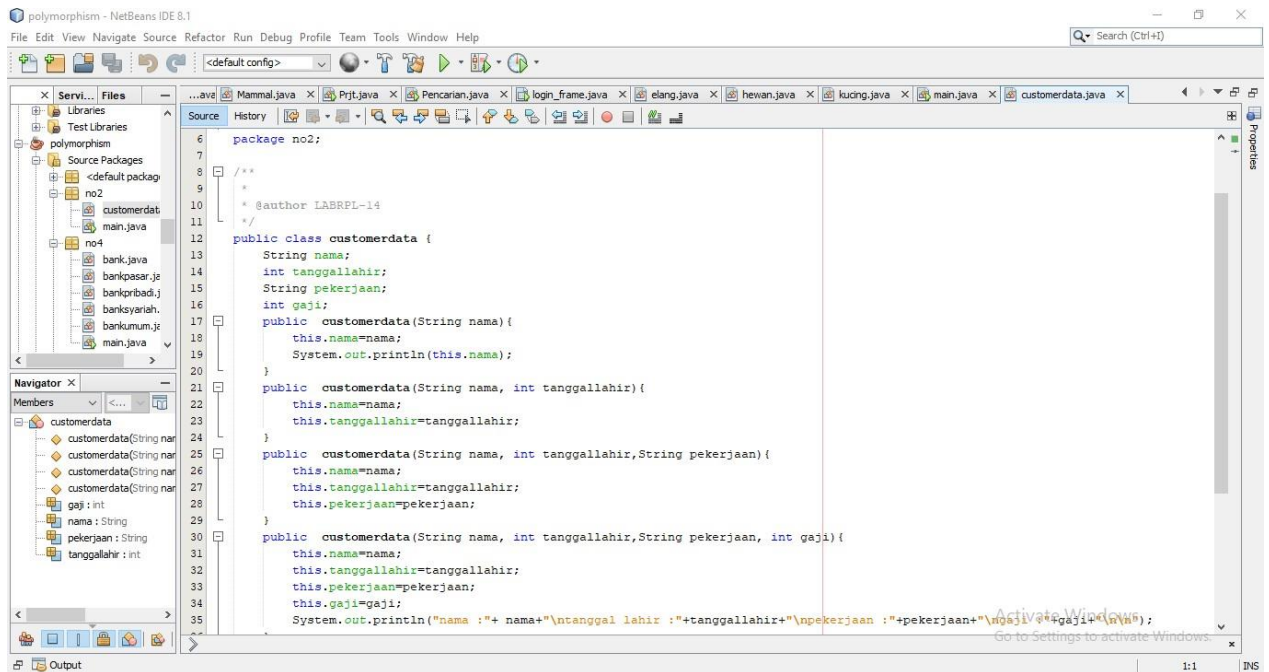 polymorphism - NetBeans IDE 8.1
File Edit View Navigate Source Refactor Run Debug Profile Team Tools Window Help
Search (Ctrl+I)
<default config>
Servi... Files
...ava Mammal.java Prjt.java Pencarian.java login_frame.java elang.java hewan.java kucing.java main.java customerdata.java
Libraries
Test Libraries
polymorphism
Source Packages
<default packag
no2
customerdat
main.java
no4
bank.java
bankpasar.ja
bankpribadi.j
banksyariah.
bankumum.ja
main.java
Navigator
Members <...
customerdata
customerdata(String nar
customerdata(String nar
customerdata(String nar
customerdata(String nar
gaji : int
nama : String
pekerjaan : String
tanggallahir : int
Source History
6 package no2;
7
8 /**
9 *
10 * @author LABRPL-14
11 */
12 public class customerdata {
13 String nama;
14 int tanggallahir;
15 String pekerjaan;
16 int gaji;
17 public customerdata(String nama){
18 this.nama=nama;
19 System.out.println(this.nama);
20 }
21 public customerdata(String nama, int tanggallahir){
22 this.nama=nama;
23 this.tanggallahir=tanggallahir;
24 }
25 public customerdata(String nama, int tanggallahir,String pekerjaan){
26 this.nama=nama;
27 this.tanggallahir=tanggallahir;
28 this.pekerjaan=pekerjaan;
29 }
30 public customerdata(String nama, int tanggallahir,String pekerjaan, int gaji){
31 this.nama=nama;
32 this.tanggallahir=tanggallahir;
33 this.pekerjaan=pekerjaan;
34 this.gaji=gaji;
35 System.out.println("nama :"+ nama+"\ntanggal lahir :"+tanggallahir+"\npekerjaan :"+pekerjaan+"\ngaji :"+gaji+"\n\n");
Properties
Activate Windows
Go to Settings to activate Windows.
Output
1:1 INS